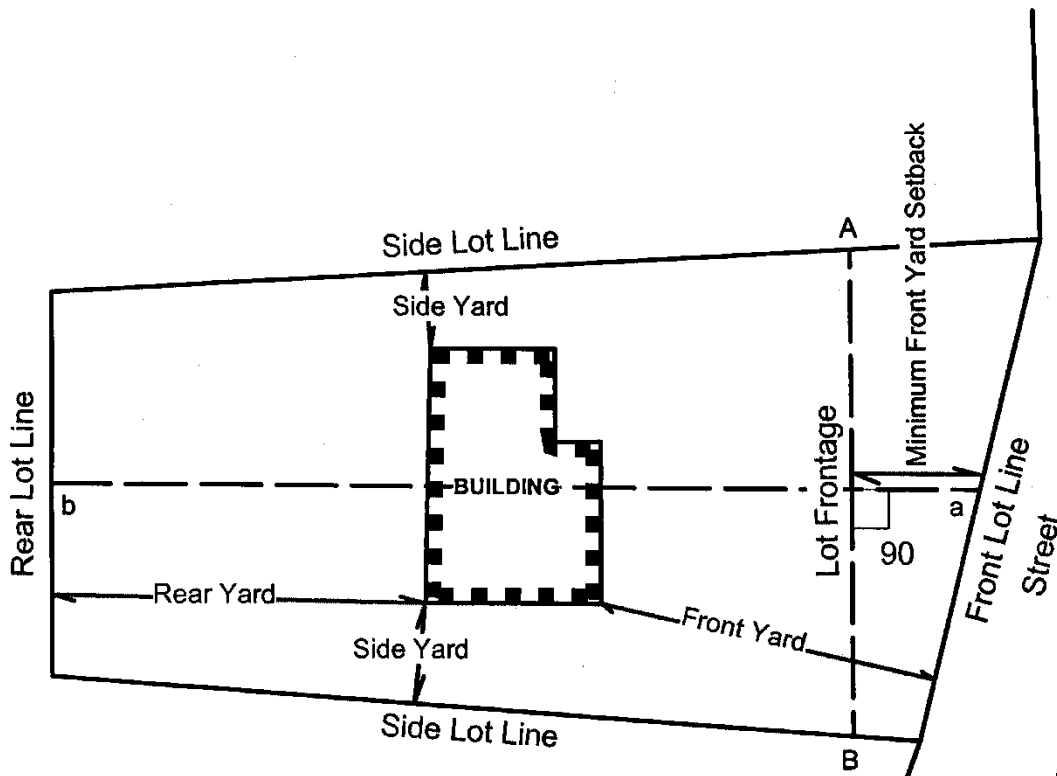 A
Minimum Front Yard Setback
Side Lot Line
Side Yard
Rear Lot Line
b
BUILDING
Lot Frontage
a
90
Front Lot Line
Street
Rear Yard
Front Yard
Side Yard
Side Lot Line
B